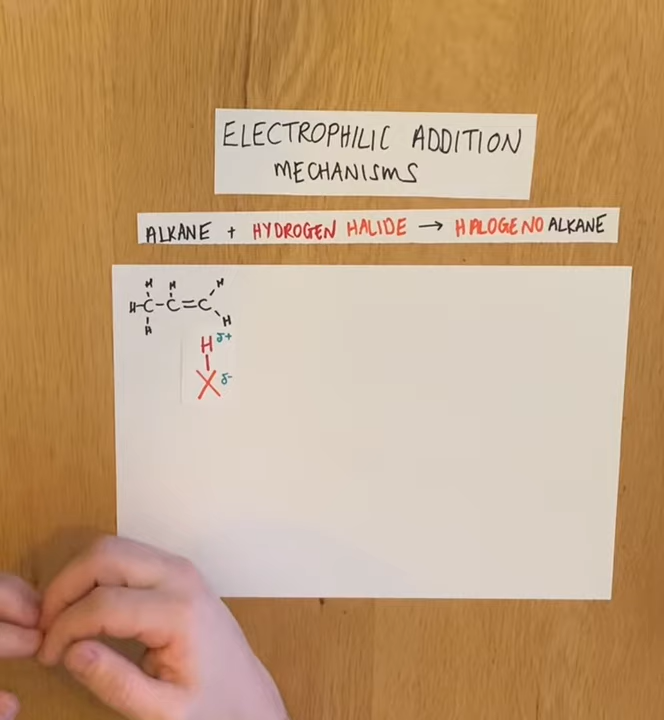 ELECTROPHILIC ADDITION
MECHANISMS
ALKANE + HYDROGEN HALIDE → HALOGENOALKANE
H H H
H-C-C=C
H H
H δ+
X δ-